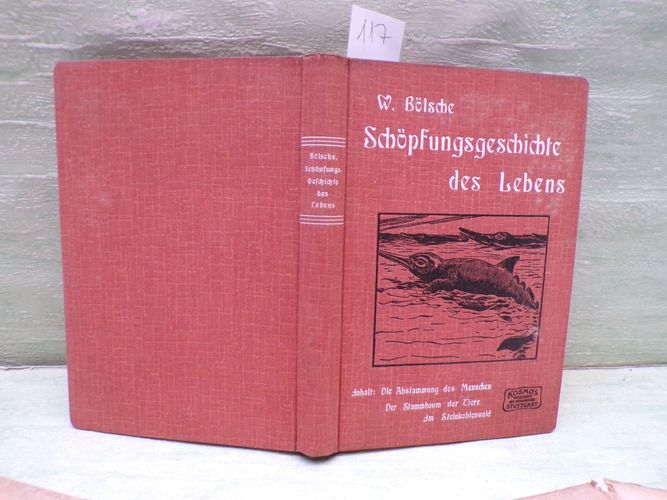 117
W. Bölsche
Schöpfungsgeschichte
des Lebens
Bölsche,
Schöpfungs-
Geschichte
des
Lebens
Inhalt: Die Abstammung des Menschen
Der Stammbaum der Tiere
Im Steinkohlenwald
KOSMOS
STUTTGART